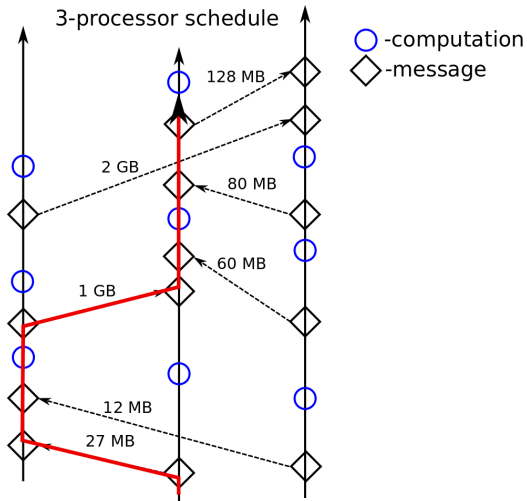 3-processor schedule
-computation
-message
128 MB
2 GB
80 MB
60 MB
1 GB
12 MB
27 MB